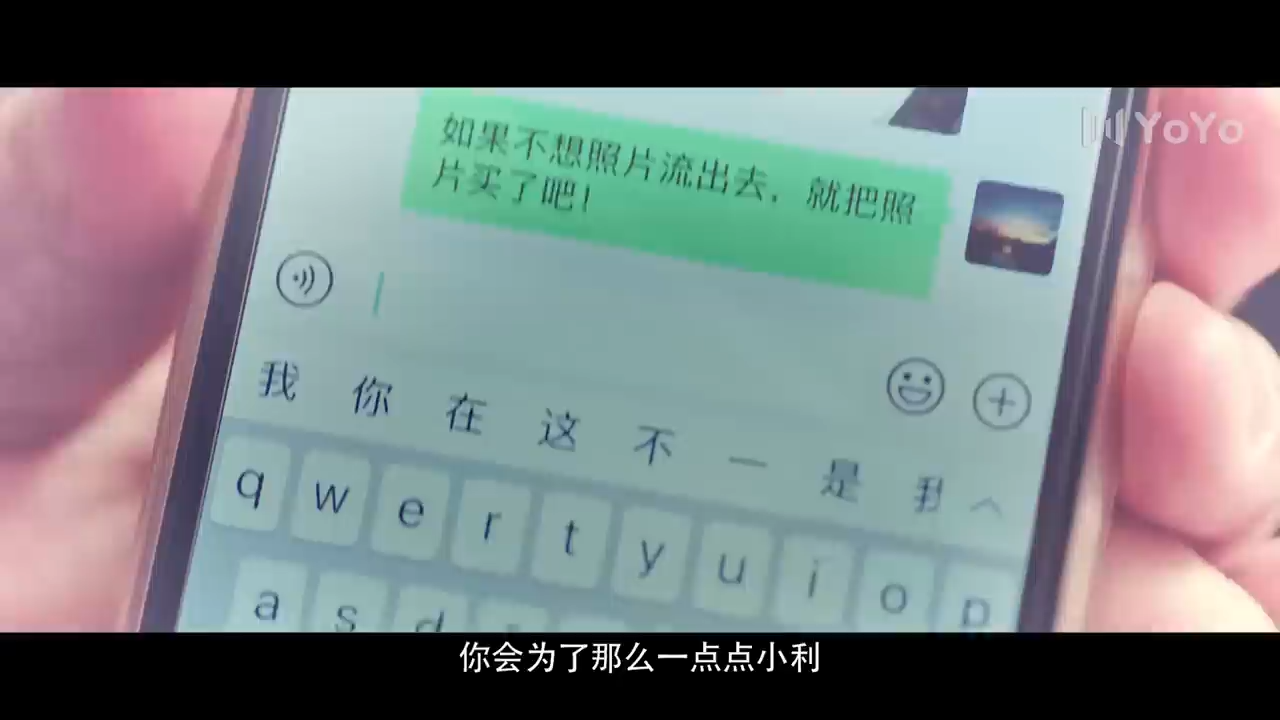 YoYo
如果不想照片流出去，就把照
片买了吧！
我 你 在 这 不 一 是
q w e r t y u i o p
a s d
你会为了那么一点点小利